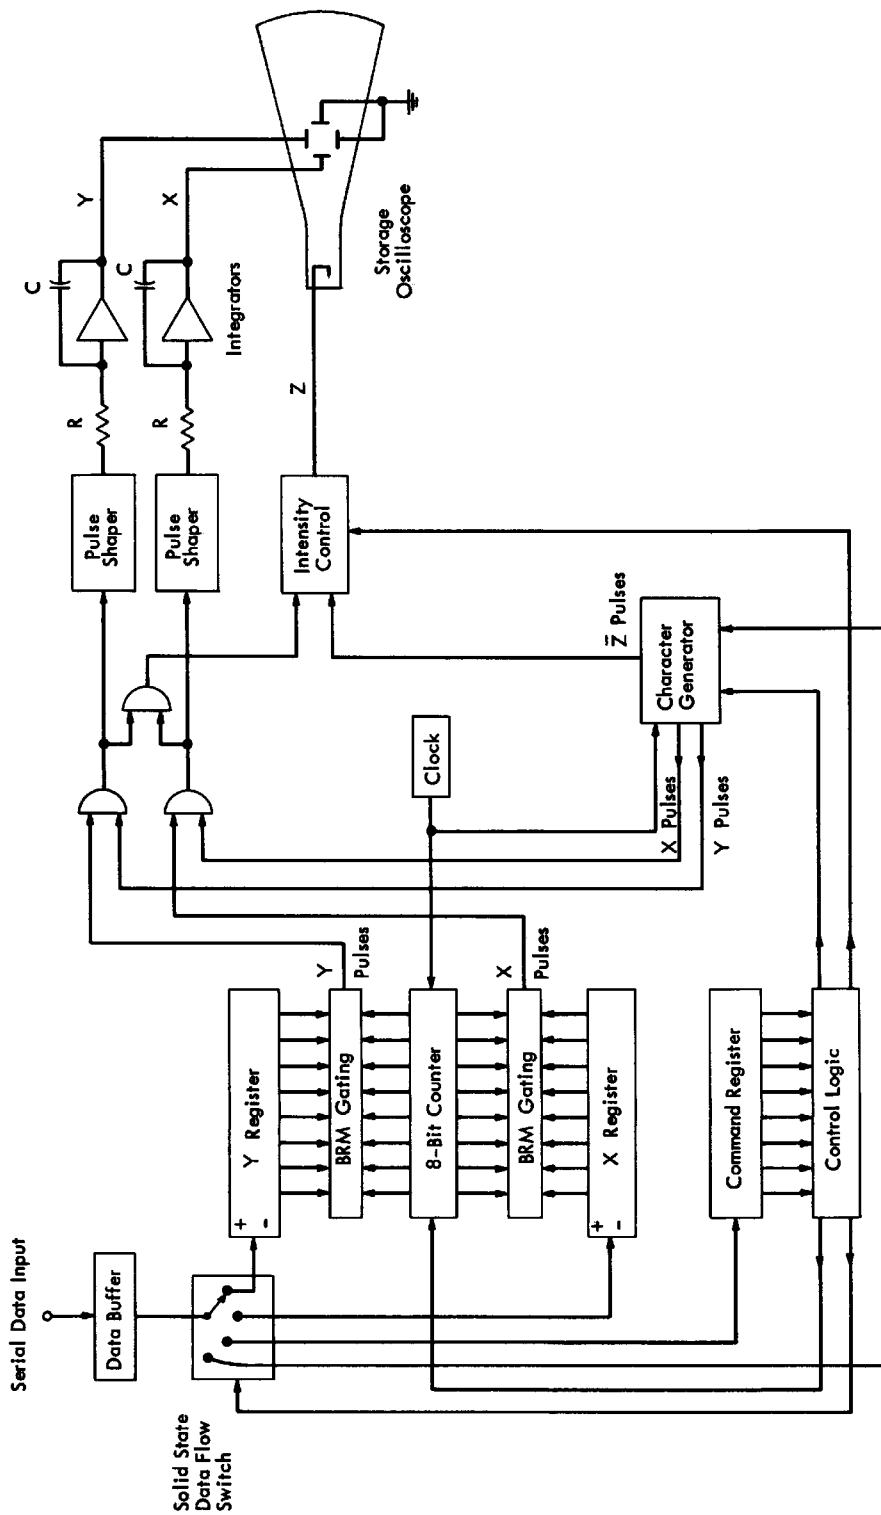 Serial Data Input
Data Buffer
Solid State
Data Flow
Switch
+
-
Y Register
BRM Gating
Y
Pulses
8-Bit Counter
BRM Gating
X
Pulses
+
-
X Register
Command Register
Control Logic
Clock
X Pulses
Y Pulses
Character
Generator
Z̄ Pulses
Intensity
Control
Pulse
Shaper
Pulse
Shaper
R
R
C
C
Integrators
Y
X
Z
Storage
Oscilloscope